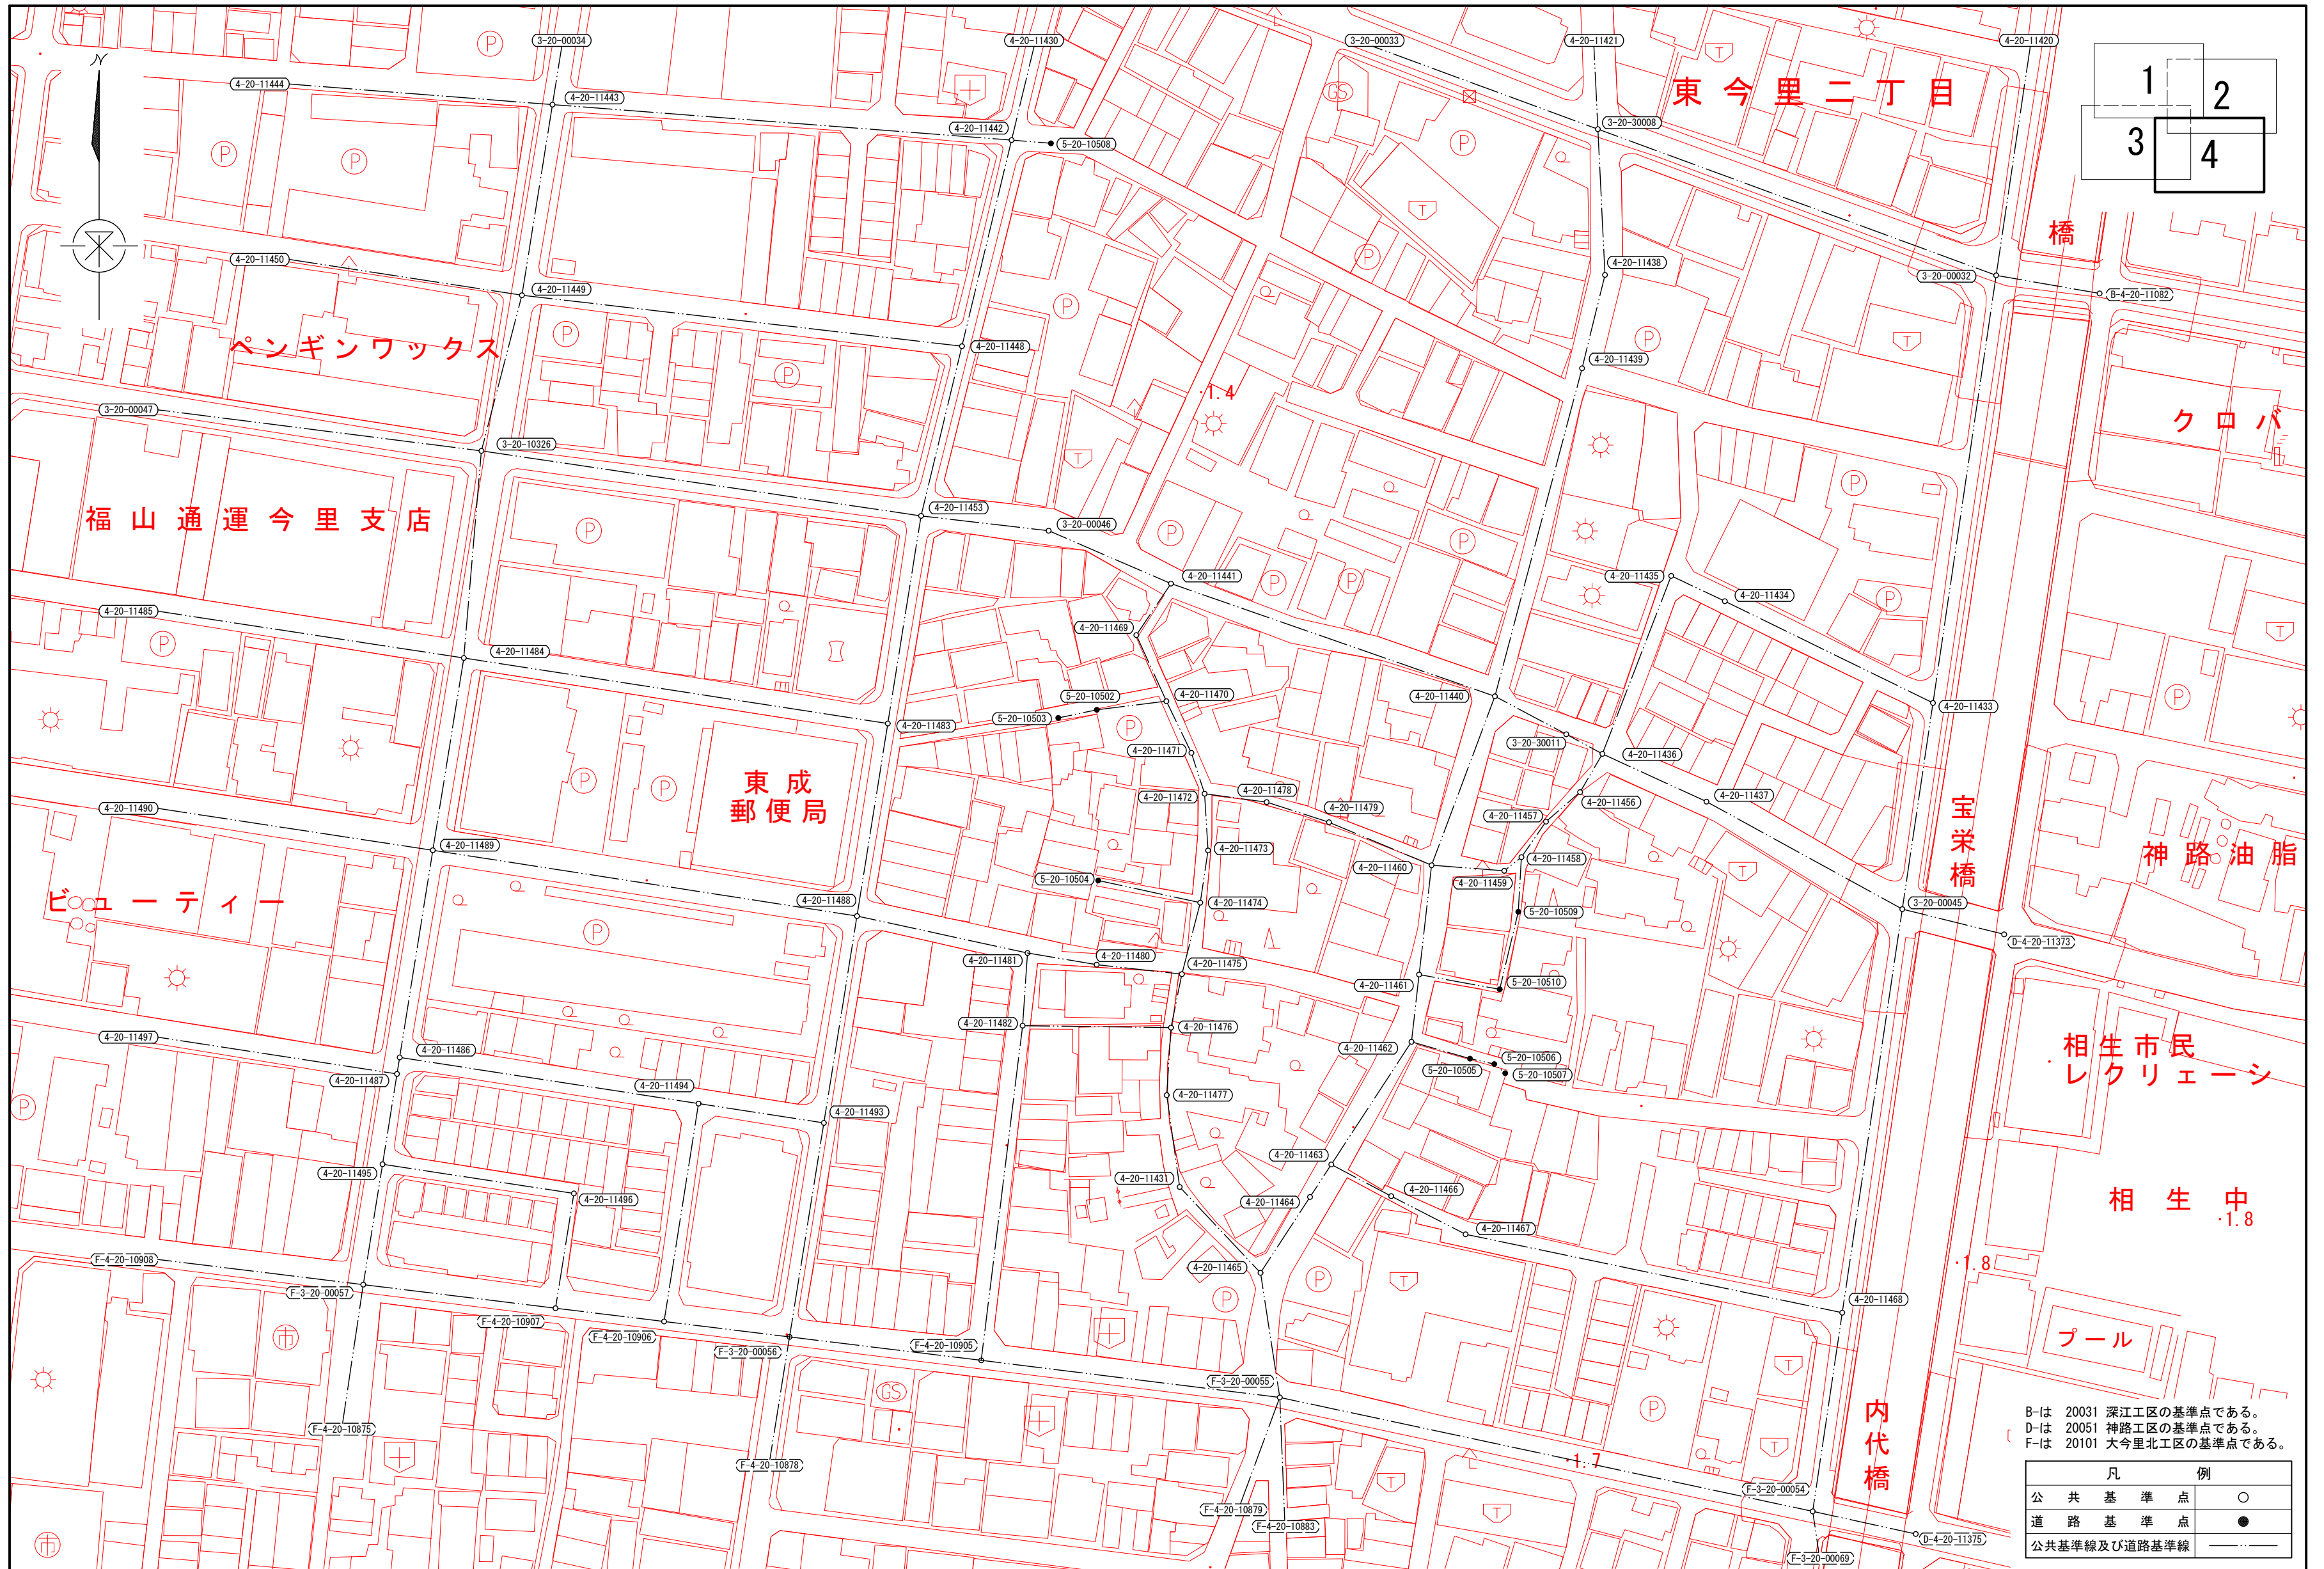 3-20-00034
4-20-11430
3-20-00033
4-20-11421
4-20-11420
N
4-20-11444
4-20-11443
4-20-11442
5-20-10508
3-20-30008
東今里二丁目
1
2
3
4
橋
4-20-11450
4-20-11449
4-20-11448
4-20-11438
3-20-00032
B-4-20-11082
ペンギンワックス
4-20-11439
・1.4
クロバ
3-20-00047
3-20-10326
福山通運今里支店
4-20-11453
3-20-00046
4-20-11441
4-20-11435
4-20-11434
4-20-11485
4-20-11484
4-20-11469
4-20-11470
5-20-10502
5-20-10503
4-20-11440
4-20-11433
4-20-11483
4-20-11471
3-20-30011
4-20-11436
東成
郵便局
4-20-11472
4-20-11478
4-20-11479
4-20-11456
4-20-11437
4-20-11457
宝栄橋
4-20-11490
4-20-11489
4-20-11473
4-20-11460
4-20-11458
4-20-11459
神路油脂
5-20-10504
ビューティー
4-20-11488
4-20-11474
5-20-10509
3-20-00045
D-4-20-11373
4-20-11481
4-20-11480
4-20-11475
4-20-11461
5-20-10510
4-20-11497
4-20-11486
4-20-11482
4-20-11476
4-20-11462
5-20-10506
5-20-10505
5-20-10507
相生市民
レクリェーシ
4-20-11487
4-20-11494
4-20-11493
4-20-11477
4-20-11495
4-20-11496
4-20-11431
4-20-11463
4-20-11464
4-20-11466
4-20-11467
相生中
・1.8
F-4-20-10908
F-3-20-00057
4-20-11465
・1.8
4-20-11468
F-4-20-10907
F-4-20-10906
F-3-20-00056
F-4-20-10905
プール
F-3-20-00055
F-4-20-10875
F-4-20-10878
・1.7
F-3-20-00054
内代橋
F-4-20-10879
F-4-20-10883
D-4-20-11375
F-3-20-00069
B-は 20031 深江工区の基準点である。
D-は 20051 神路工区の基準点である。
F-は 20101 大今里北工区の基準点である。
凡例
公共基準点 ○
道路基準点 ●
公共基準線及び道路基準線